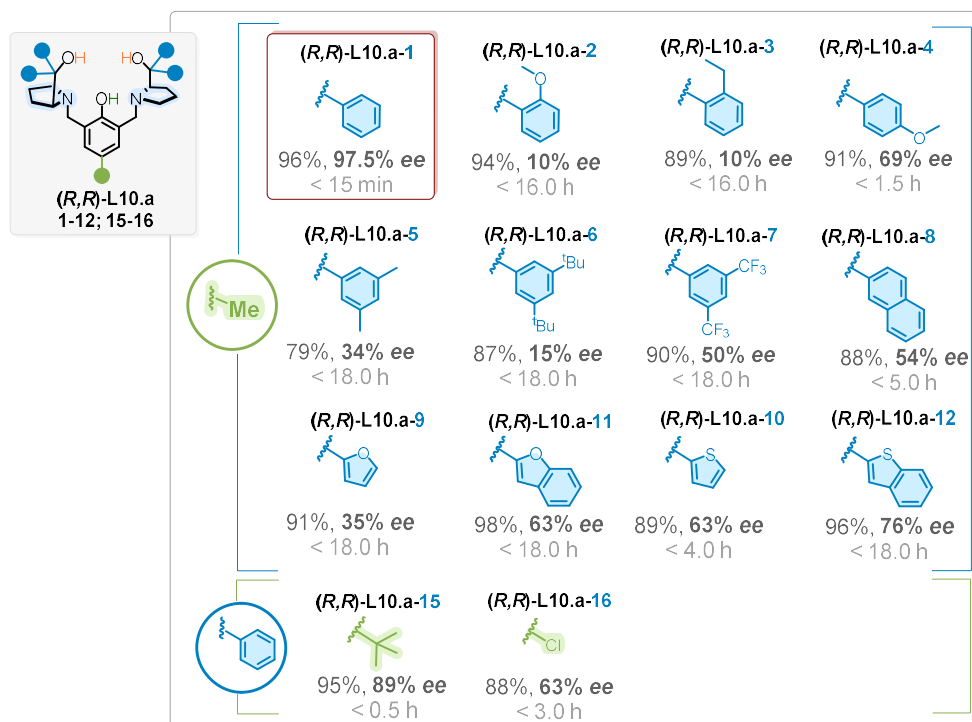 OH
HO
N
N
OH
(R,R)-L10.a
1-12; 15-16
(R,R)-L10.a-1
96%, 97.5% ee
< 15 min
(R,R)-L10.a-2
O
94%, 10% ee
< 16.0 h
(R,R)-L10.a-3
89%, 10% ee
< 16.0 h
(R,R)-L10.a-4
O
91%, 69% ee
< 1.5 h
Me
(R,R)-L10.a-5
79%, 34% ee
< 18.0 h
(R,R)-L10.a-6
tBu
tBu
87%, 15% ee
< 18.0 h
(R,R)-L10.a-7
CF3
CF3
90%, 50% ee
< 18.0 h
(R,R)-L10.a-8
88%, 54% ee
< 5.0 h
(R,R)-L10.a-9
O
91%, 35% ee
< 18.0 h
(R,R)-L10.a-11
O
98%, 63% ee
< 18.0 h
(R,R)-L10.a-10
S
89%, 63% ee
< 4.0 h
(R,R)-L10.a-12
S
96%, 76% ee
< 18.0 h
(R,R)-L10.a-15
95%, 89% ee
< 0.5 h
(R,R)-L10.a-16
Cl
88%, 63% ee
< 3.0 h